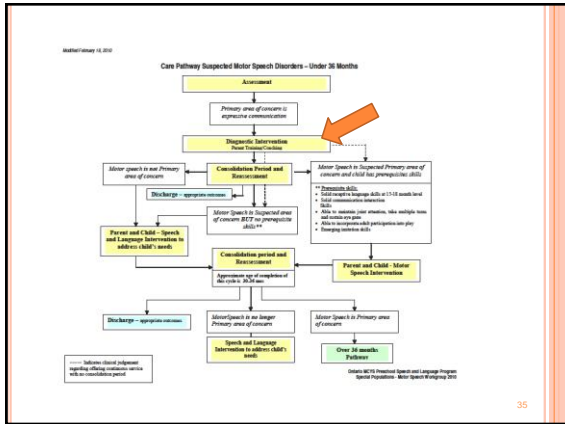 Modified February 18, 2010
Care Pathway Suspected Motor Speech Disorders – Under 36 Months
Assessment
Primary area of concern is
expressive communication
Diagnostic Intervention
Parent Training/Coaching
Motor speech is not Primary
area of concern
Consolidation Period and
Reassessment
Motor Speech is Suspected Primary area of
concern and child has prerequisites skills
** Prerequisite skills:
Solid receptive language skills at 15-18 month level
Solid communication interaction
Skills
Able to maintain joint attention, take multiple turns
and sustain eye gaze
Able to incorporate adult participation into play
Emerging imitation skills
Discharge – appropriate outcomes
Motor Speech is Suspected area
of concern BUT no prerequisite
skills**
Parent and Child – Speech
and Language Intervention to
address child's needs
Consolidation period and
Reassessment
Approximate age of completion of
this cycle is 30-36 mos
Parent and Child - Motor
Speech Intervention
Discharge – appropriate outcomes
MotorSpeech is no longer
Primary area of concern
Motor Speech is Primary area
of concern
Speech and Language
Intervention to address child's
needs
Over 36 months
Pathway
------ Indicates clinical judgement
regarding offering continuous service
with no consolidation period
Ontario MCYS Preschool Speech and Language Program
Special Populations - Motor Speech Workgroup 2010
35